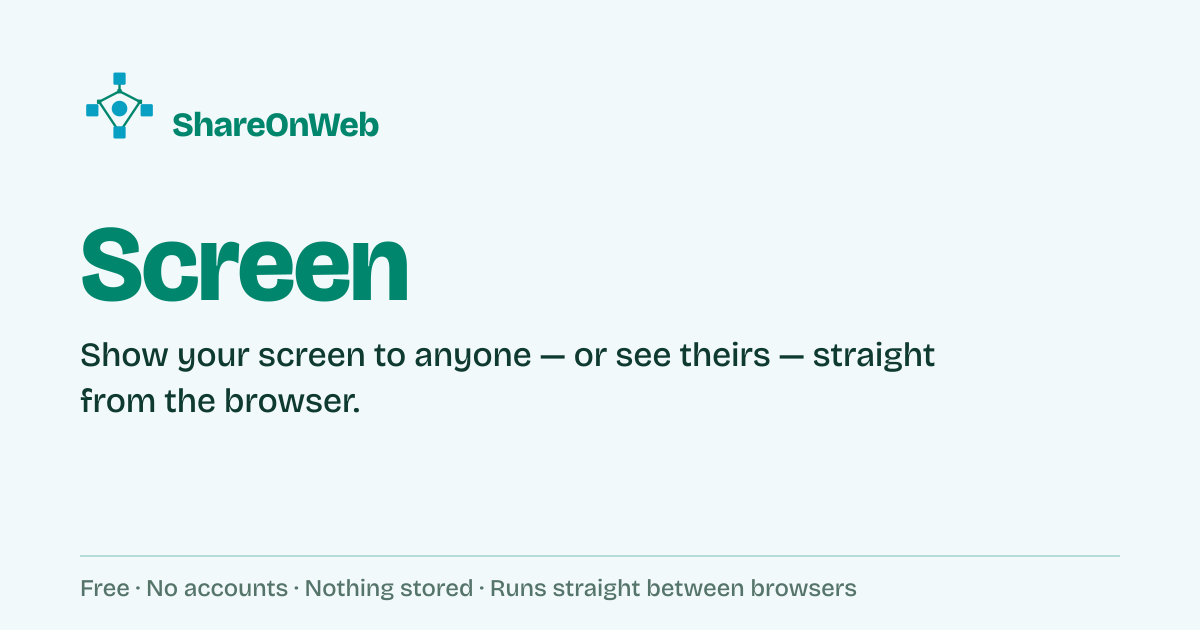 ShareOnWeb
Screen
Show your screen to anyone — or see theirs — straight
from the browser.
Free · No accounts · Nothing stored · Runs straight between browsers